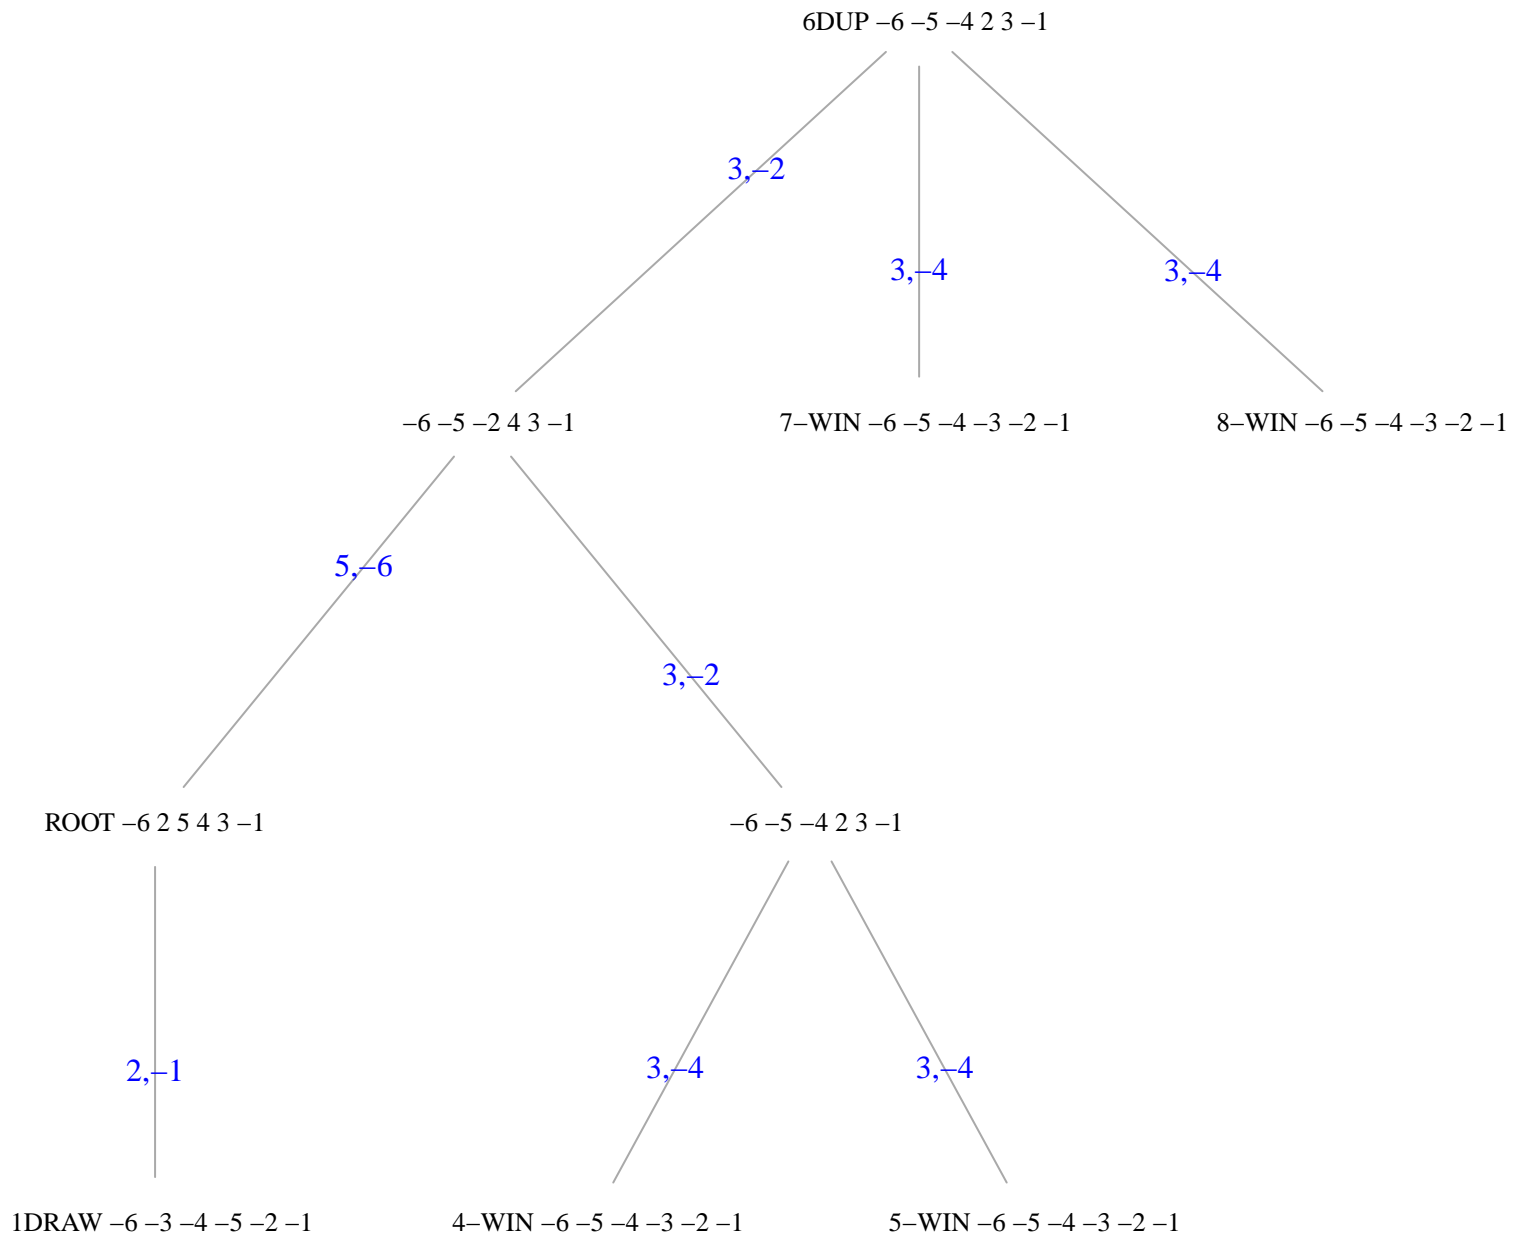 6DUP –6 –5 –4 2 3 –1
3,–2
3,–4
3,–4
–6 –5 –2 4 3 –1
7–WIN –6 –5 –4 –3 –2 –1
8–WIN –6 –5 –4 –3 –2 –1
5,–6
3,–2
ROOT –6 2 5 4 3 –1
–6 –5 –4 2 3 –1
2,–1
3,–4
3,–4
1DRAW –6 –3 –4 –5 –2 –1
4–WIN –6 –5 –4 –3 –2 –1
5–WIN –6 –5 –4 –3 –2 –1